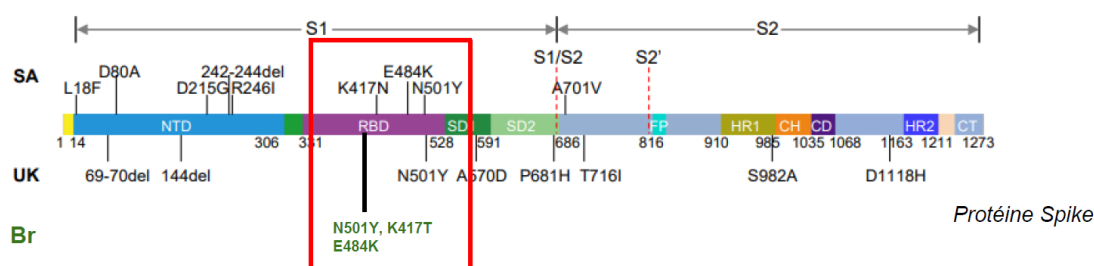 S1 S2
S1/S2 S2'
SA
D80A 242-244del E484K
L18F D215G R246I K417N N501Y A701V
NTD RBD SD1 SD2 FP HR1 CH CD HR2 CT
1 14 306 331 528 591 686 816 910 985 1035 1068 1163 1211 1273
UK
69-70del 144del N501Y A570D P681H T716I S982A D1118H
Br
N501Y, K417T
E484K
Protéine Spike